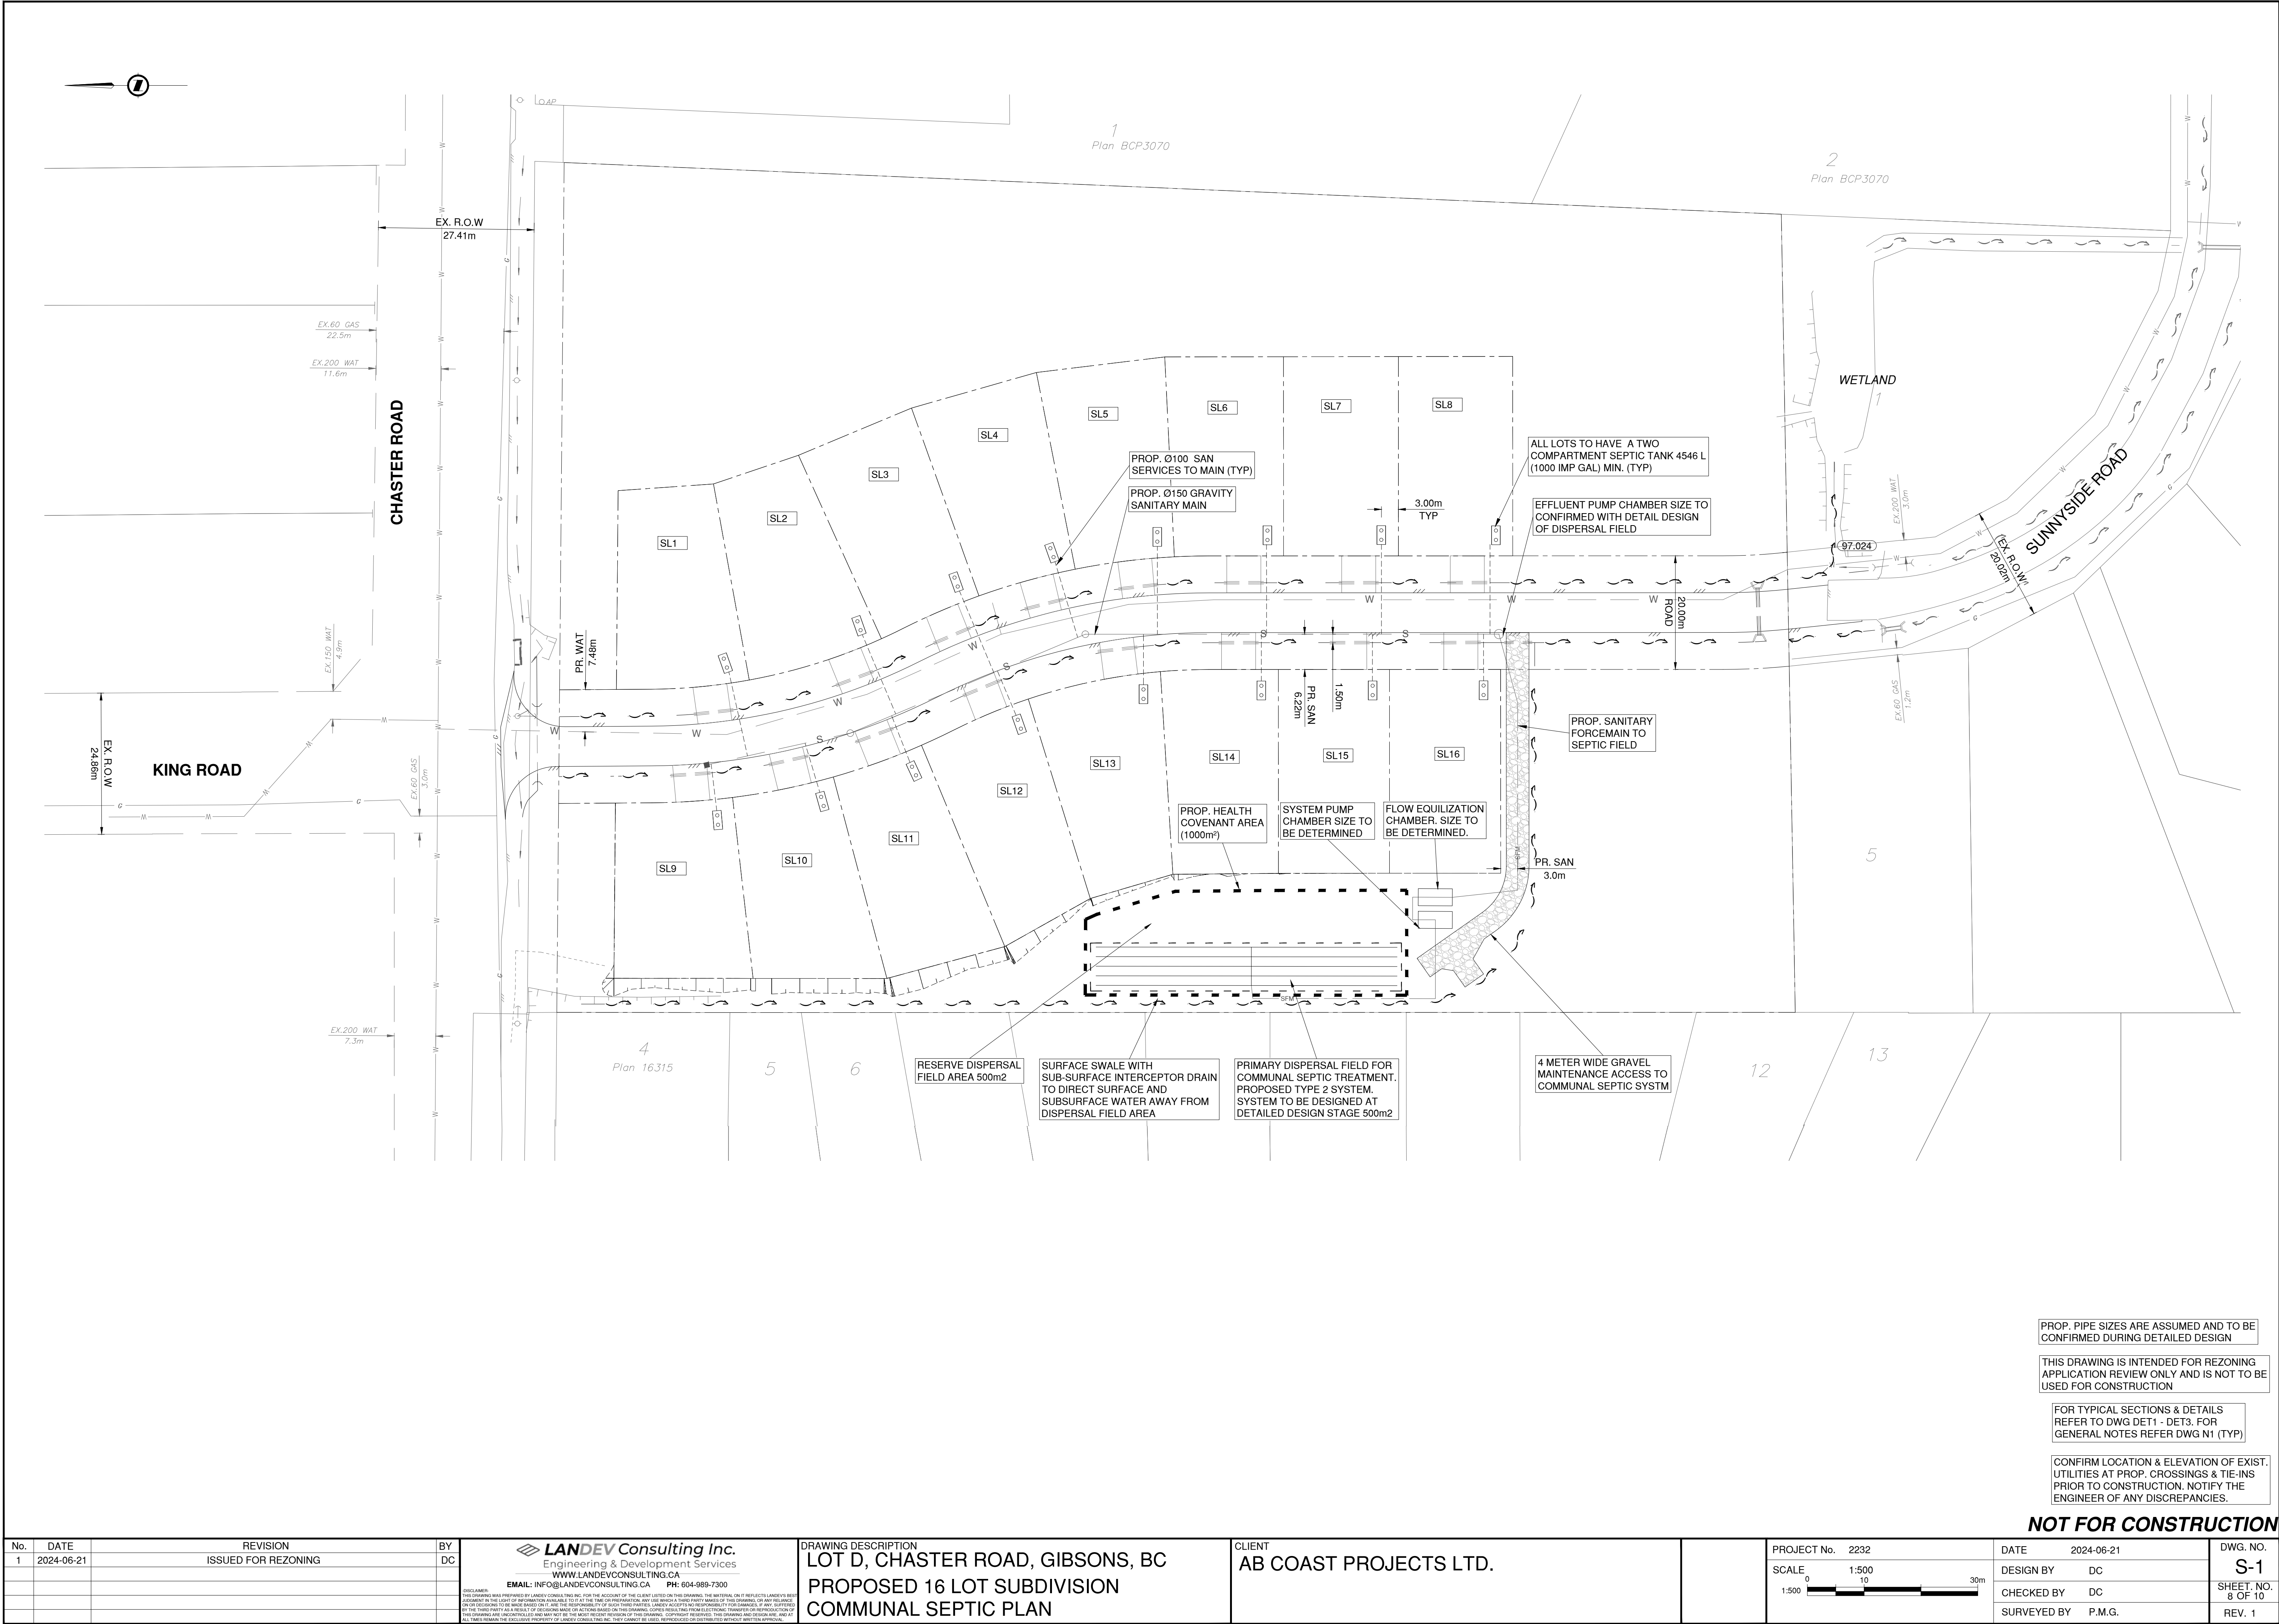 AP
1
Plan BCP3070
2
Plan BCP3070
EX. R.O.W
27.41m
EX.60 GAS
22.5m
EX.200 WAT
11.6m
CHASTER ROAD
WETLAND
1
SL1
SL2
SL3
SL4
SL5
SL6
SL7
SL8
PROP. Ø100 SAN
SERVICES TO MAIN (TYP)
PROP. Ø150 GRAVITY
SANITARY MAIN
3.00m
TYP
ALL LOTS TO HAVE A TWO
COMPARTMENT SEPTIC TANK 4546 L
(1000 IMP GAL) MIN. (TYP)
EFFLUENT PUMP CHAMBER SIZE TO
CONFIRMED WITH DETAIL DESIGN
OF DISPERSAL FIELD
97.024
EX.200 WAT
3.0m
EX. R.O.W
20.02m
SUNNYSIDE ROAD
20.00m
ROAD
EX.150 WAT
4.9m
PR. WAT
7.48m
PR. SAN
6.22m
1.50m
EX.60 GAS
1.2m
EX. R.O.W
24.86m
KING ROAD
EX.60 GAS
3.0m
PROP. SANITARY
FORCEMAIN TO
SEPTIC FIELD
SL9
SL10
SL11
SL12
SL13
SL14
SL15
SL16
PROP. HEALTH
COVENANT AREA
(1000m²)
SYSTEM PUMP
CHAMBER SIZE TO
BE DETERMINED
FLOW EQUILIZATION
CHAMBER. SIZE TO
BE DETERMINED.
SFM
PR. SAN
3.0m
5
SFM
EX.200 WAT
7.3m
4
Plan 16315
5
6
12
13
RESERVE DISPERSAL
FIELD AREA 500m2
SURFACE SWALE WITH
SUB-SURFACE INTERCEPTOR DRAIN
TO DIRECT SURFACE AND
SUBSURFACE WATER AWAY FROM
DISPERSAL FIELD AREA
PRIMARY DISPERSAL FIELD FOR
COMMUNAL SEPTIC TREATMENT.
PROPOSED TYPE 2 SYSTEM.
SYSTEM TO BE DESIGNED AT
DETAILED DESIGN STAGE 500m2
4 METER WIDE GRAVEL
MAINTENANCE ACCESS TO
COMMUNAL SEPTIC SYSTM
PROP. PIPE SIZES ARE ASSUMED AND TO BE
CONFIRMED DURING DETAILED DESIGN
THIS DRAWING IS INTENDED FOR REZONING
APPLICATION REVIEW ONLY AND IS NOT TO BE
USED FOR CONSTRUCTION
FOR TYPICAL SECTIONS & DETAILS
REFER TO DWG DET1 - DET3. FOR
GENERAL NOTES REFER DWG N1 (TYP)
CONFIRM LOCATION & ELEVATION OF EXIST.
UTILITIES AT PROP. CROSSINGS & TIE-INS
PRIOR TO CONSTRUCTION. NOTIFY THE
ENGINEER OF ANY DISCREPANCIES.
NOT FOR CONSTRUCTION
No. DATE REVISION BY
1 2024-06-21 ISSUED FOR REZONING DC
LANDEV Consulting Inc.
Engineering & Development Services
WWW.LANDEVCONSULTING.CA
EMAIL: INFO@LANDEVCONSULTING.CA PH: 604-989-7300
DISCLAIMER:
DRAWING DESCRIPTION
LOT D, CHASTER ROAD, GIBSONS, BC
PROPOSED 16 LOT SUBDIVISION
COMMUNAL SEPTIC PLAN
CLIENT
AB COAST PROJECTS LTD.
PROJECT No. 2232
SCALE 1:500
0 10 30m
1:500
DATE 2024-06-21
DESIGN BY DC
CHECKED BY DC
SURVEYED BY P.M.G.
DWG. NO.
S-1
SHEET. NO.
8 OF 10
REV. 1